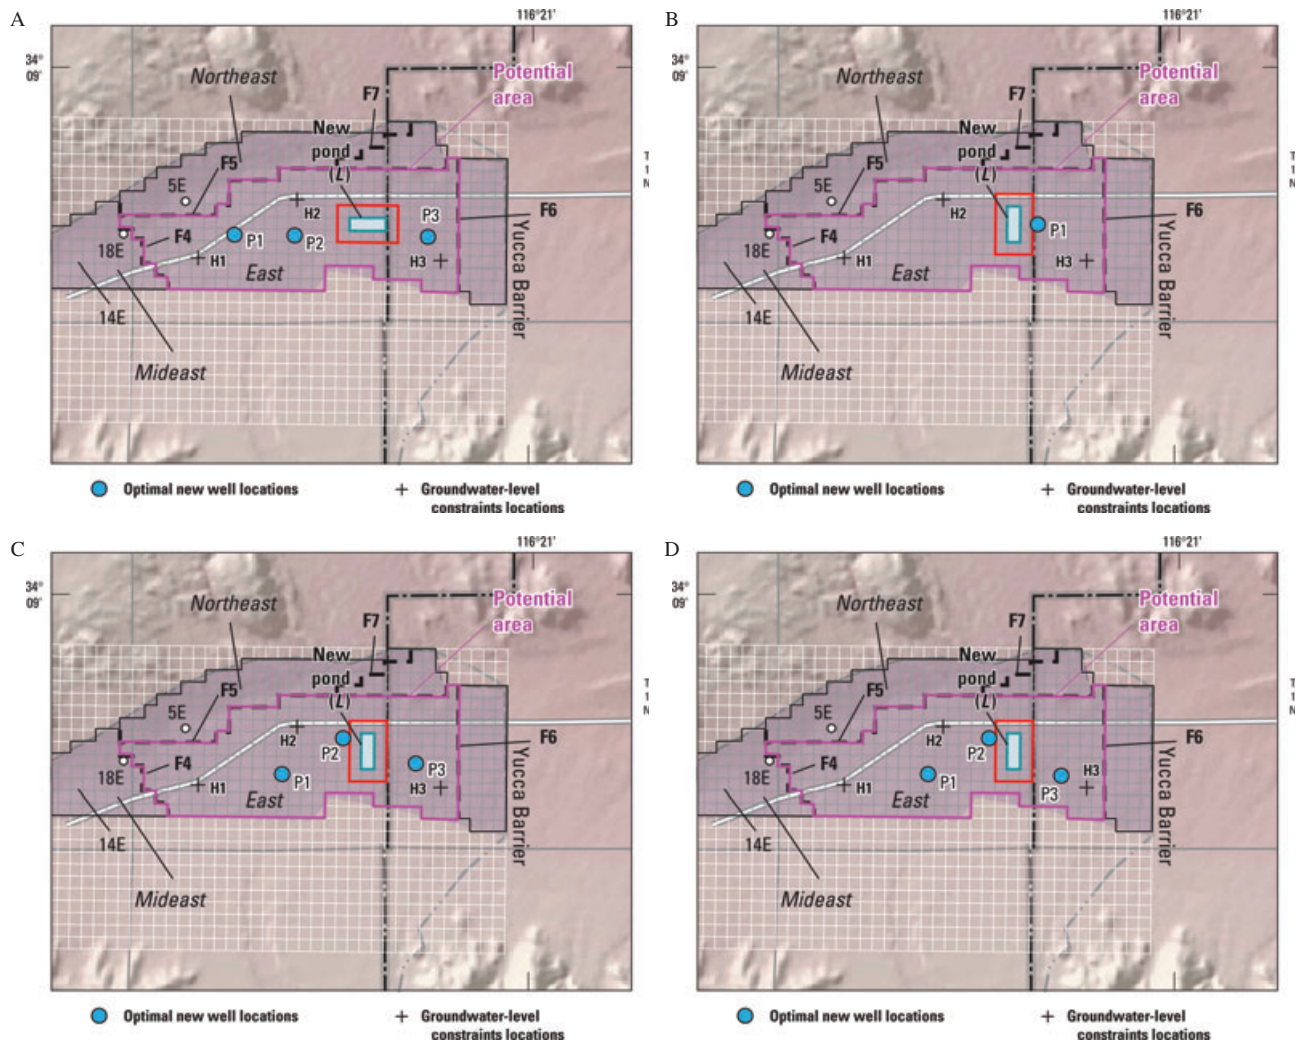 A
116°21'
34°
09'
Northeast
Potential
area
F7
New
pond
(L)
T
1
N
F5
5E
H2
P3
F6
18E
F4
P1
P2
H1
East
H3
Yucca Barrier
14E
Mideast
Optimal new well locations
Groundwater-level
constraints locations
B
116°21'
34°
09'
Northeast
Potential
area
F7
New
pond
(L)
T
1
N
F5
5E
H2
F6
P1
18E
F4
H1
East
H3
Yucca Barrier
14E
Mideast
Optimal new well locations
Groundwater-level
constraints locations
C
116°21'
34°
09'
Northeast
Potential
area
F7
New
pond
(L)
T
1
N
F5
5E
H2
P2
F6
18E
F4
P3
H1
P1
East
H3
Yucca Barrier
14E
Mideast
Optimal new well locations
Groundwater-level
constraints locations
D
116°21'
34°
09'
Northeast
Potential
area
F7
New
pond
(L)
T
1
N
F5
5E
H2
P2
F6
18E
F4
H3
H1
P1
East
P3
Yucca Barrier
14E
Mideast
Optimal new well locations
Groundwater-level
constraints locations